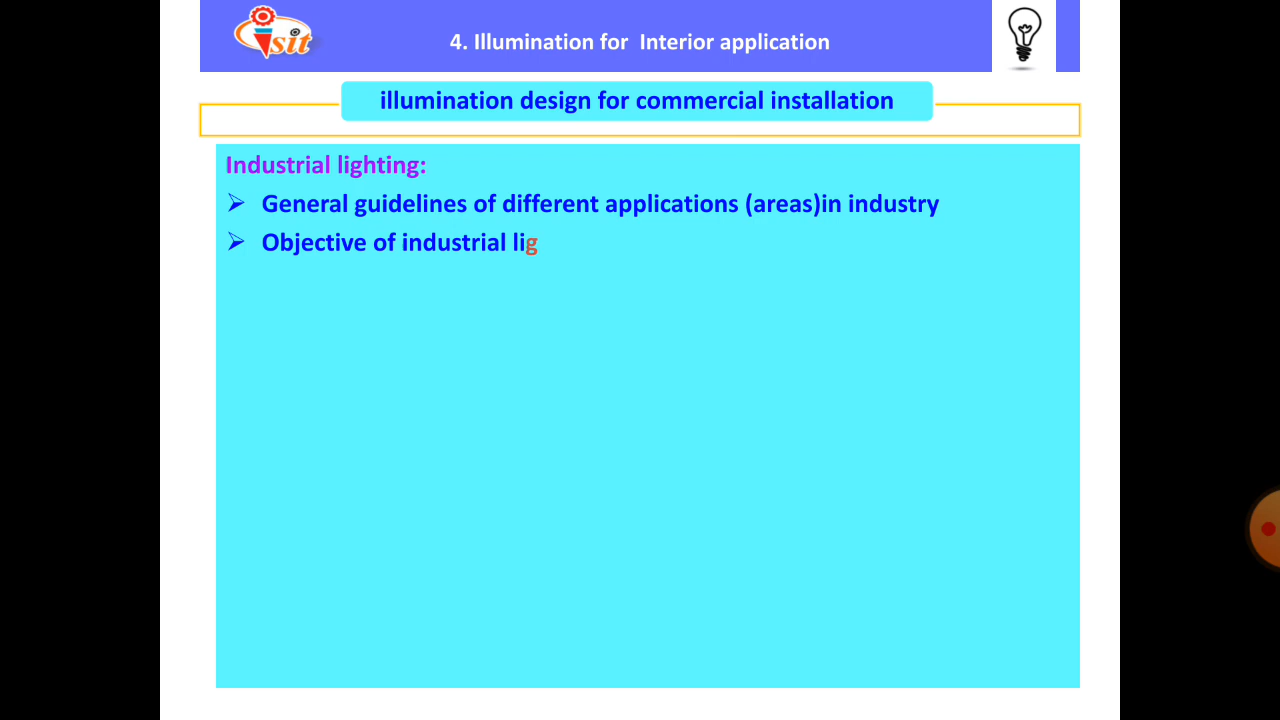 isit
4. Illumination for Interior application
illumination design for commercial installation
Industrial lighting:
➢ General guidelines of different applications (areas)in industry
➢ Objective of industrial lig